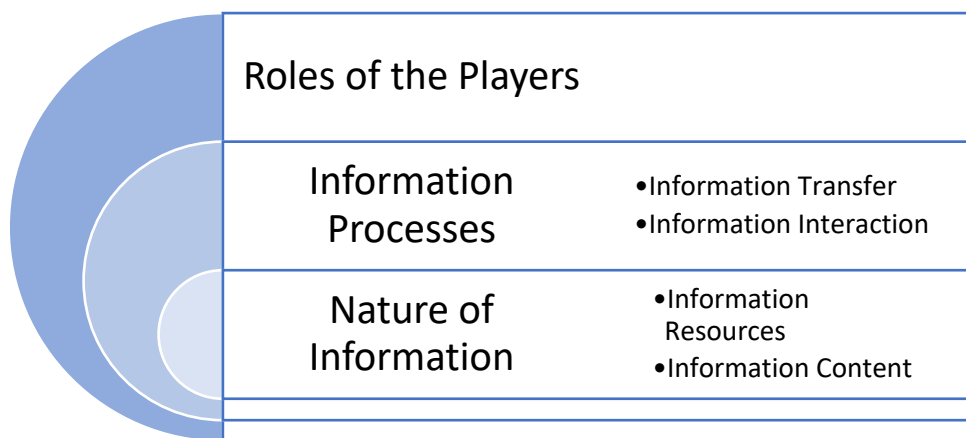 Roles of the Players
Information
Processes
•Information Transfer
•Information Interaction
Nature of
Information
•Information
Resources
•Information Content